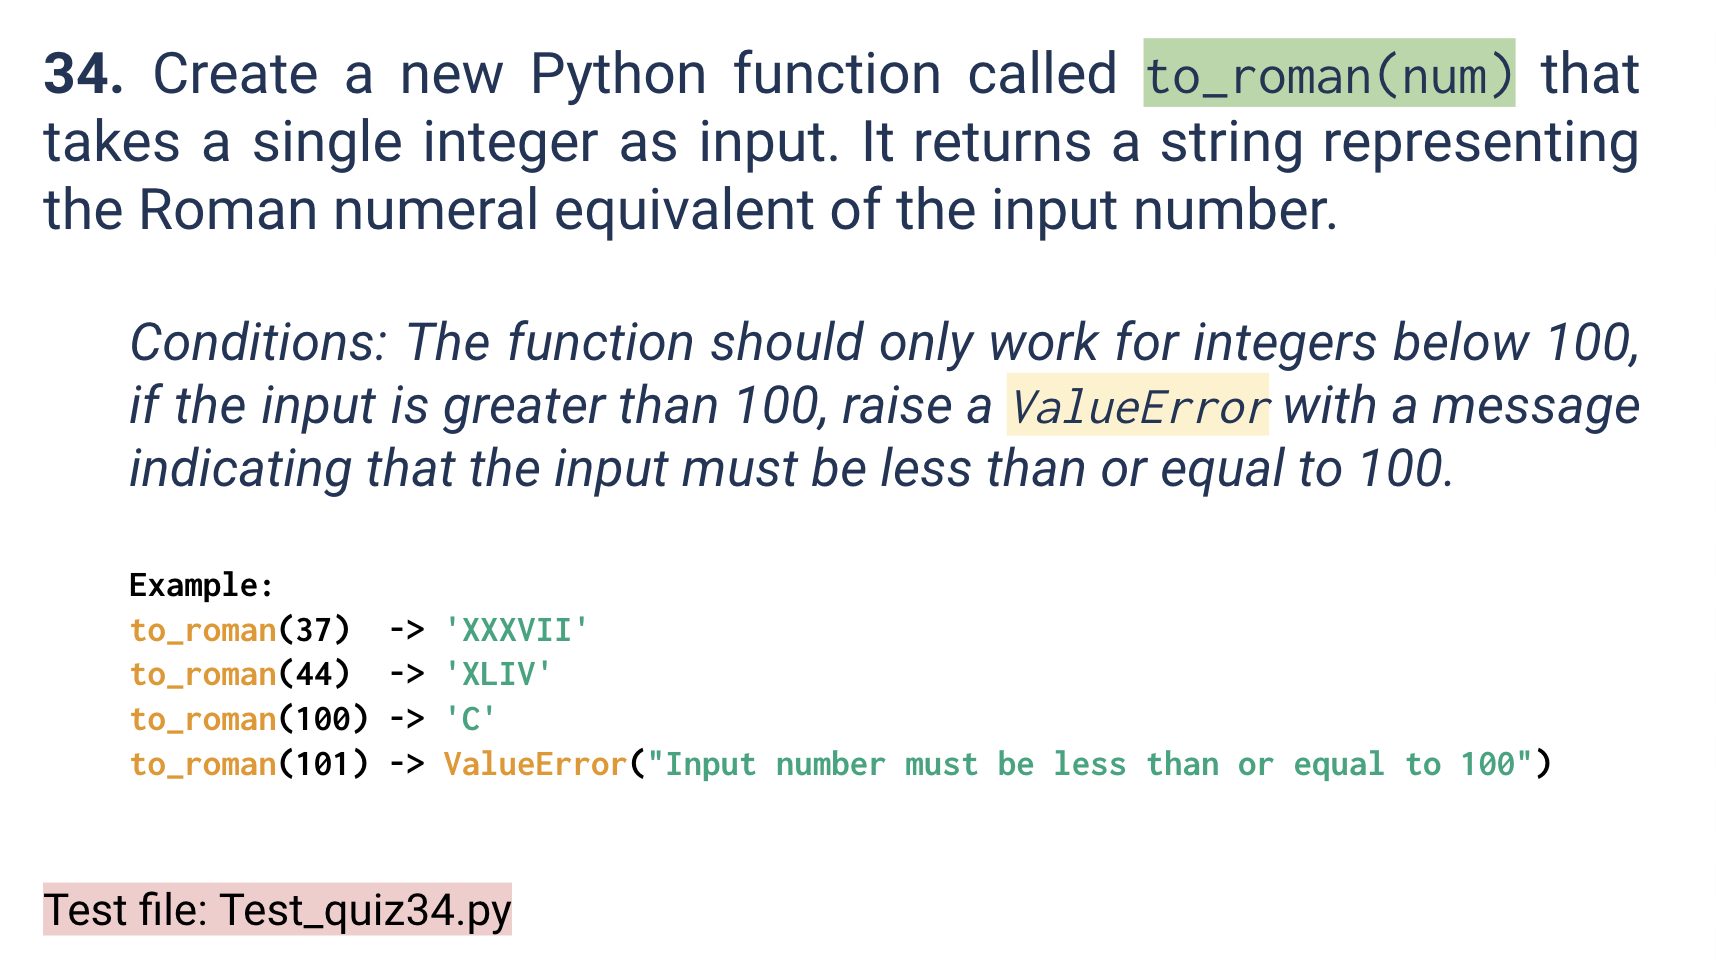 34. Create a new Python function called to_roman(num) that
takes a single integer as input. It returns a string representing
the Roman numeral equivalent of the input number.
Conditions: The function should only work for integers below 100,
if the input is greater than 100, raise a ValueError with a message
indicating that the input must be less than or equal to 100.
Example:
to_roman(37)  -> 'XXXVII'
to_roman(44)  -> 'XLIV'
to_roman(100) -> 'C'
to_roman(101) -> ValueError("Input number must be less than or equal to 100")
Test file: Test_quiz34.py